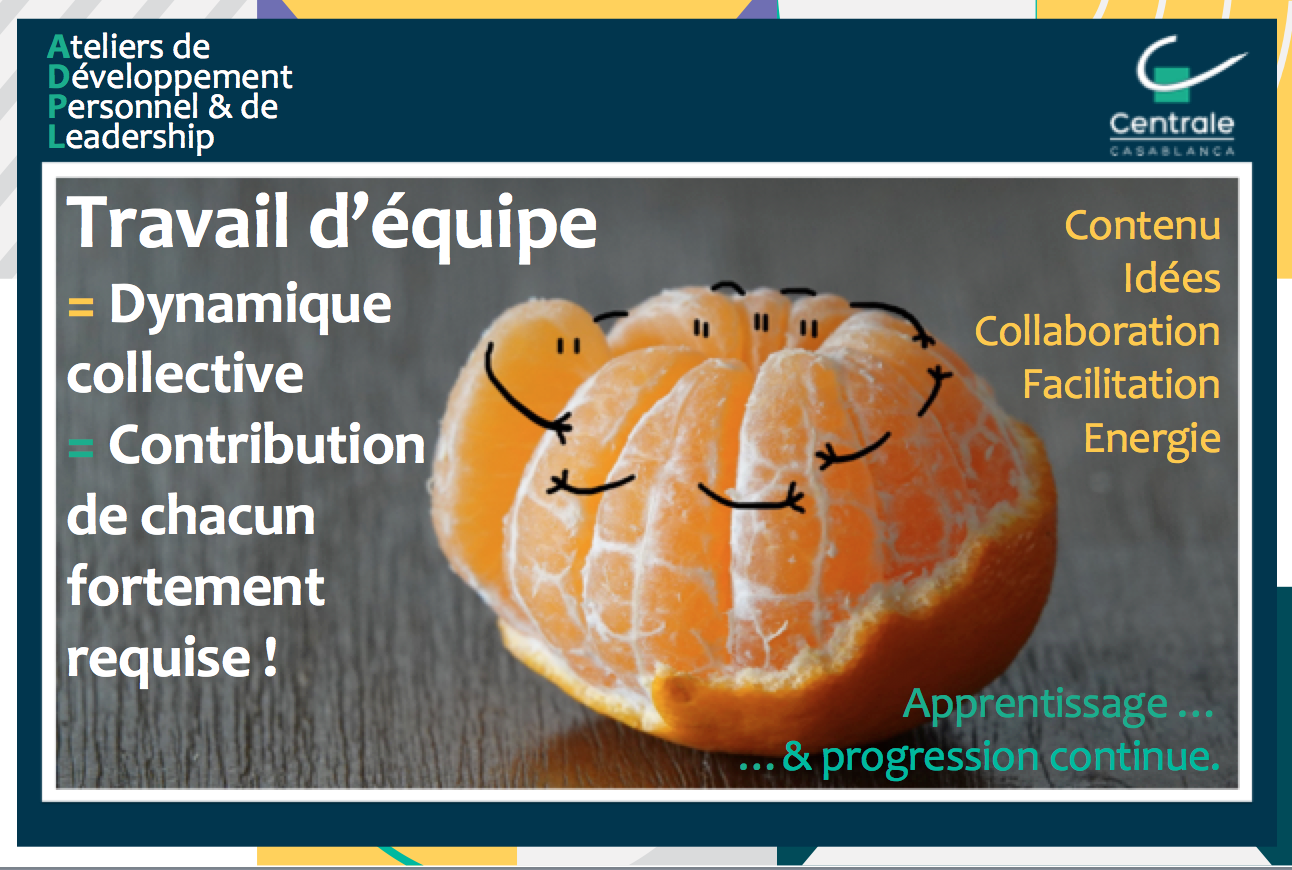 Ateliers de
Développement
Personnel & de
Leadership
Centrale
CASABLANCA
Travail d’équipe
= Dynamique
collective
= Contribution
de chacun
fortement
requise !
Contenu
Idées
Collaboration
Facilitation
Energie
Apprentissage ...
...& progression continue.